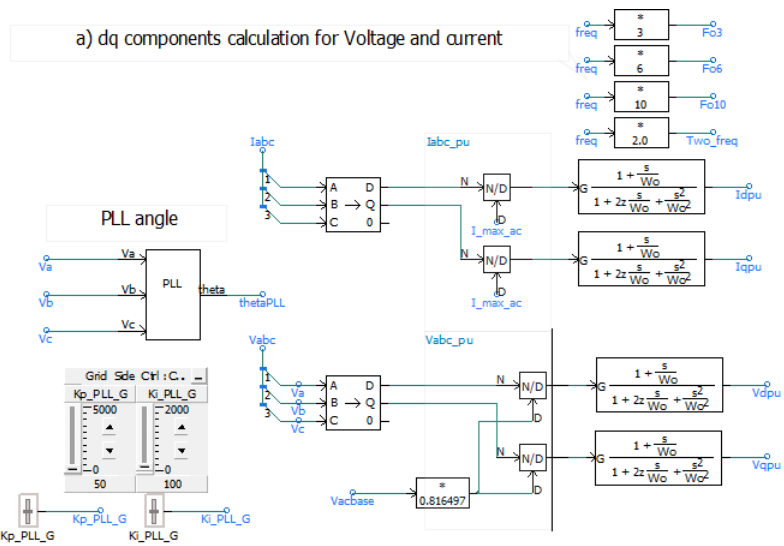 a) dq components calculation for Voltage and current
freq * 3 Fo3
freq * 6 Fo6
freq * 10 Fo10
freq * 2.0 Two_freq
Iabc
Iabc_pu
1
2
3
A
B
C
D
Q
0
N N/D D
I_max_ac
N N/D D
I_max_ac
G 1 + s/Wo
1 + 2z s/Wo + s²/Wo²
Idpu
G 1 + s/Wo
1 + 2z s/Wo + s²/Wo²
Iqpu
PLL angle
Va Va
Vb Vb
Vc Vc
PLL
theta
thetaPLL
Vabc
Vabc_pu
1
2
3
Va
Vb
Vc
A
B
C
D
Q
0
N N/D D
N N/D D
Vacbase
* 0.816497
G 1 + s/Wo
1 + 2z s/Wo + s²/Wo²
Vdpu
G 1 + s/Wo
1 + 2z s/Wo + s²/Wo²
Vqpu
Grid Side Ctrl : C..
Kp_PLL_G Ki_PLL_G
5000 2000
0 0
50 100
Kp_PLL_G
Kp_PLL_G
Ki_PLL_G
Ki_PLL_G